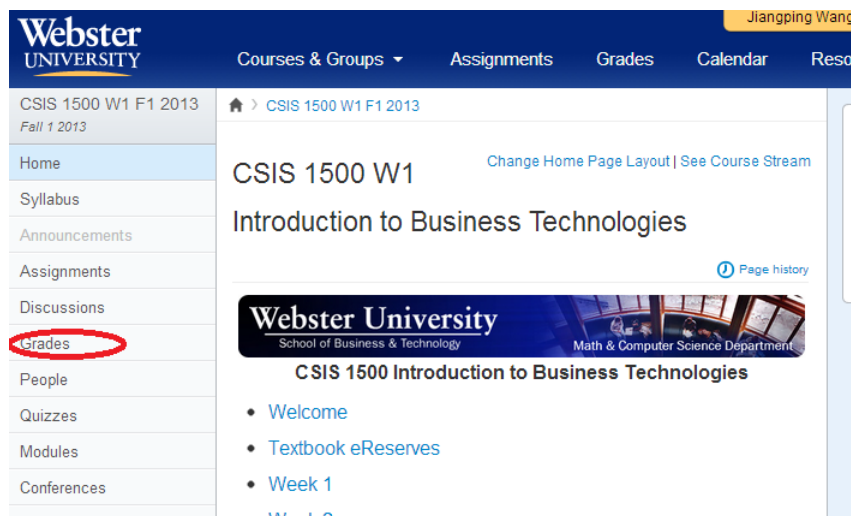 Webster
UNIVERSITY
Jiangping Wang
Courses & Groups
Assignments
Grades
Calendar
CSIS 1500 W1 F1 2013
Fall 1 2013
Home
Syllabus
Announcements
Assignments
Discussions
Grades
People
Quizzes
Modules
Conferences
CSIS 1500 W1 F1 2013
CSIS 1500 W1
Change Home Page Layout | See Course Stream
Introduction to Business Technologies
Page history
Webster University
School of Business & Technology
Math & Computer Science Department
CSIS 1500 Introduction to Business Technologies
Welcome
Textbook eReserves
Week 1